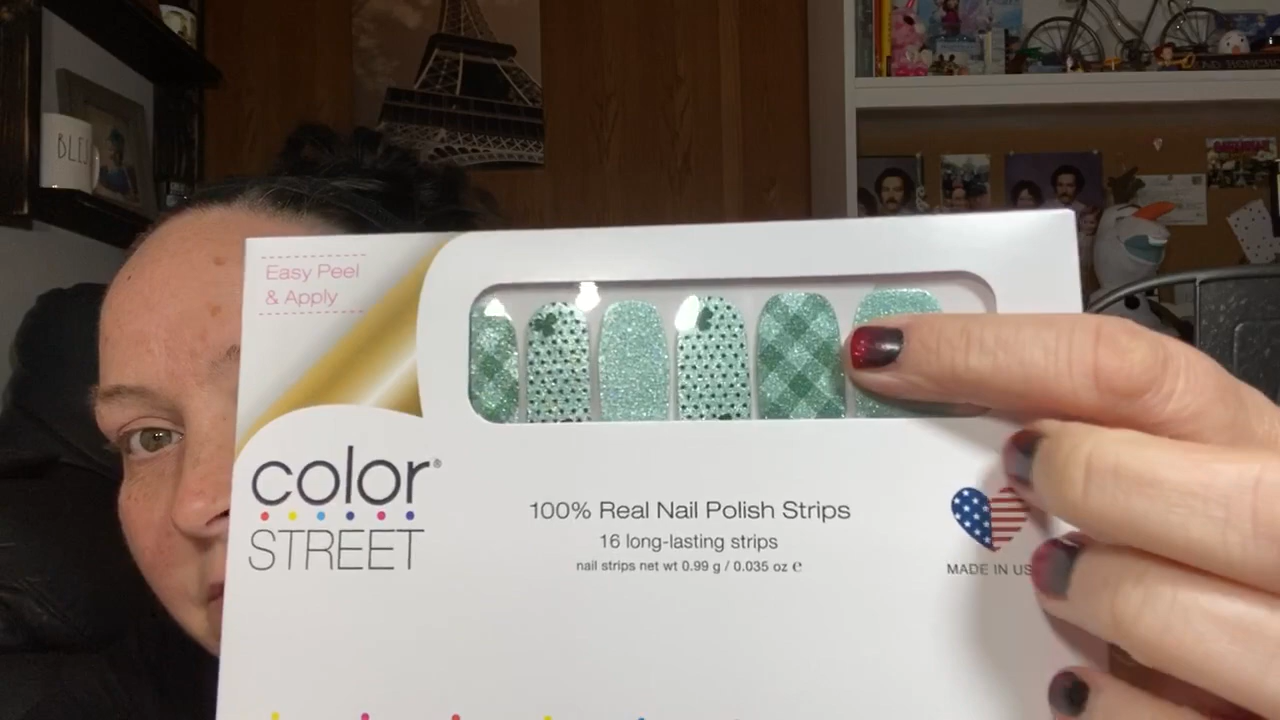 BLES
Easy Peel
& Apply
color®
STREET
100% Real Nail Polish Strips
16 long-lasting strips
nail strips net wt 0.99 g / 0.035 oz ℮
MADE IN US